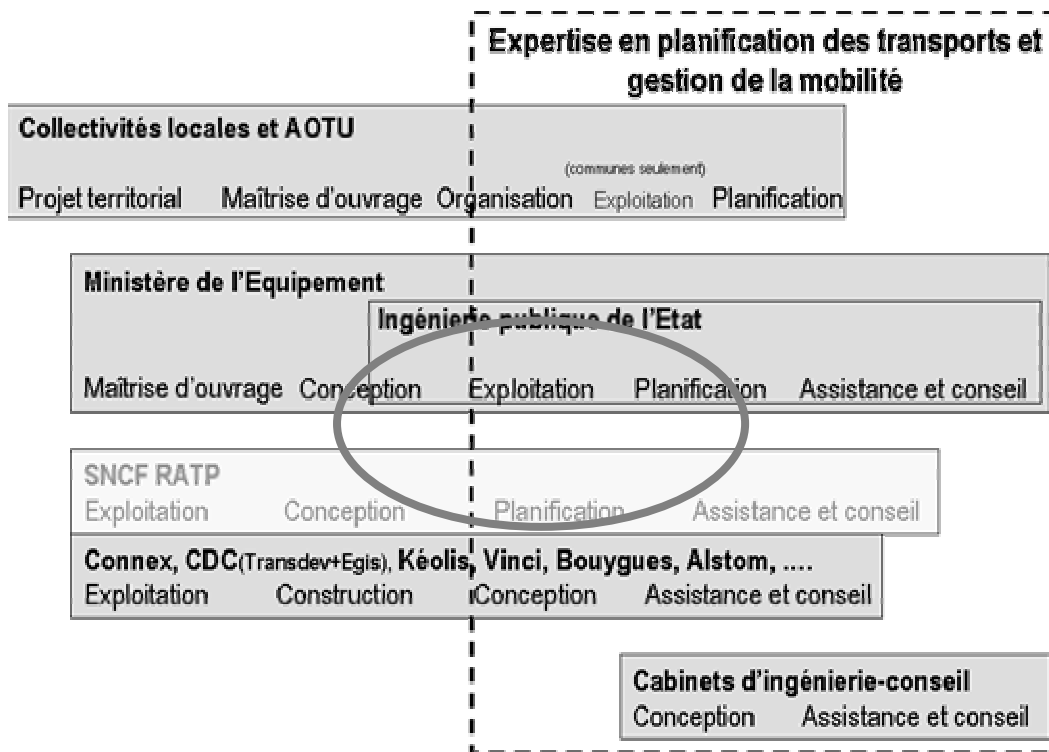 Expertise en planification des transports et
gestion de la mobilité
Collectivités locales et AOTU
(communes seulement)
Projet territorial Maîtrise d'ouvrage Organisation Exploitation Planification
Ministère de l'Equipement
Ingénierie publique de l'Etat
Maîtrise d'ouvrage Conception Exploitation Planification Assistance et conseil
SNCF RATP
Exploitation Conception Planification Assistance et conseil
Connex, CDC(Transdev+Egis), Kéolis, Vinci, Bouygues, Alstom, ....
Exploitation Construction Conception Assistance et conseil
Cabinets d'ingénierie-conseil
Conception Assistance et conseil